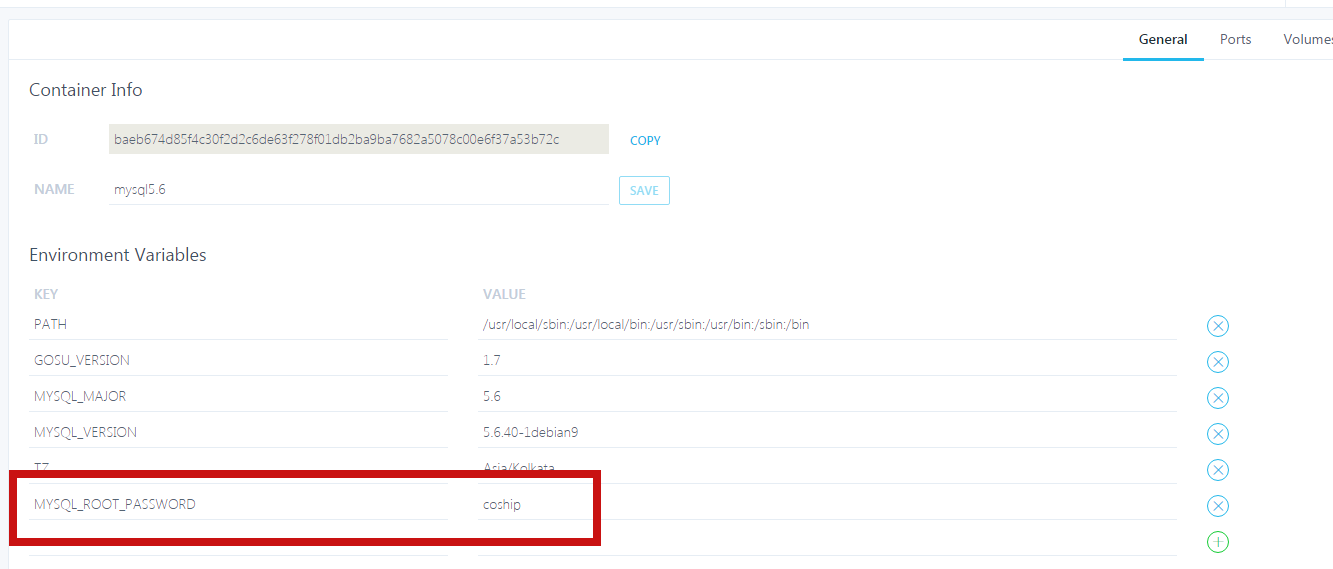 General Ports Volumes
Container Info
ID baeb674d85f4c30f2d2c6de63f278f01db2ba9ba7682a5078c00e6f37a53b72c COPY
NAME mysql5.6 SAVE
Environment Variables
KEY VALUE
PATH /usr/local/sbin:/usr/local/bin:/usr/sbin:/usr/bin:/sbin:/bin
GOSU_VERSION 1.7
MYSQL_MAJOR 5.6
MYSQL_VERSION 5.6.40-1debian9
TZ Asia/Kolkata
MYSQL_ROOT_PASSWORD coship